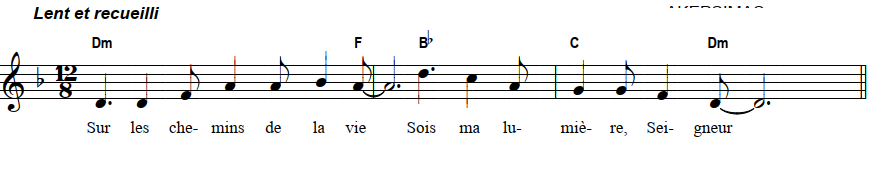 Lent et recueilli
Dm F B♭ C Dm
12
8
Sur les che- mins de la vie Sois ma lu- miè- re, Sei- gneur